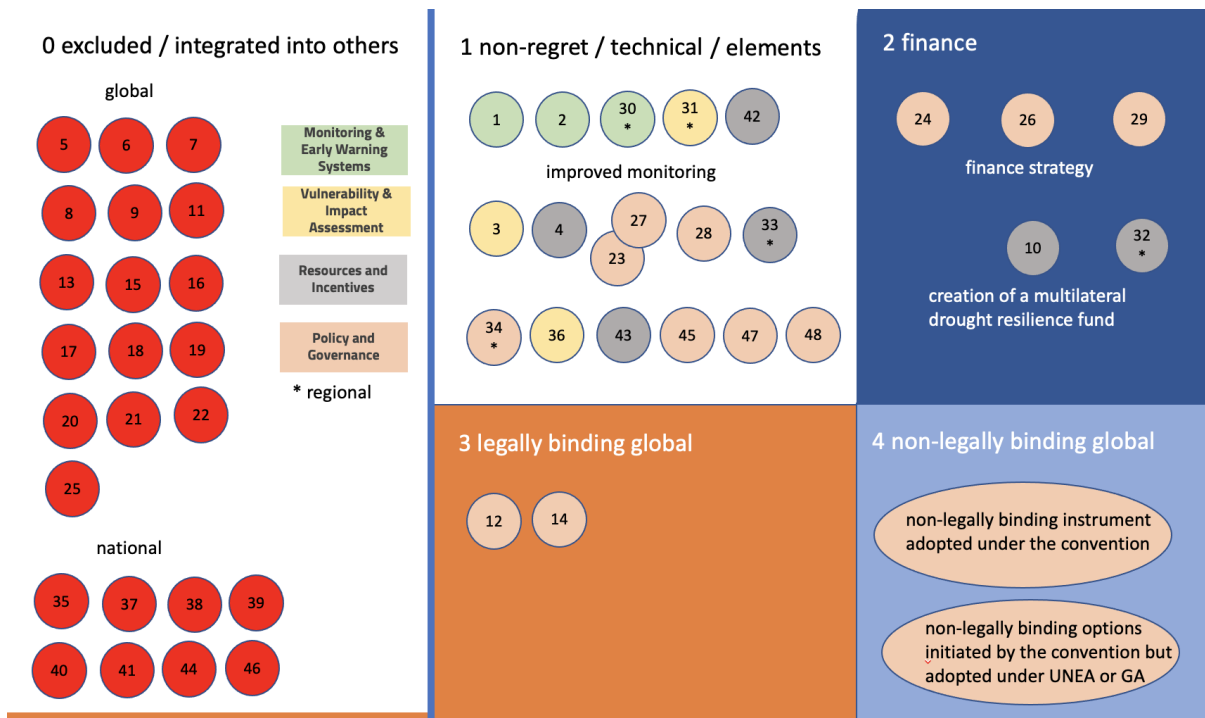 0 excluded / integrated into others
global
5 6 7
8 9 11
13 15 16
17 18 19
20 21 22
25
Monitoring &
Early Warning
Systems
Vulnerability &
Impact
Assessment
Resources and
Incentives
Policy and
Governance
* regional
national
35 37 38 39
40 41 44 46
1 non-regret / technical / elements
1 2 30 31 42
* *
improved monitoring
3 4 27 28 33
*
23
34 36 43 45 47 48
*
2 finance
24 26 29
finance strategy
10 32
*
creation of a multilateral
drought resilience fund
3 legally binding global
12 14
4 non-legally binding global
non-legally binding instrument
adopted under the convention
non-legally binding options
initiated by the convention but
adopted under UNEA or GA